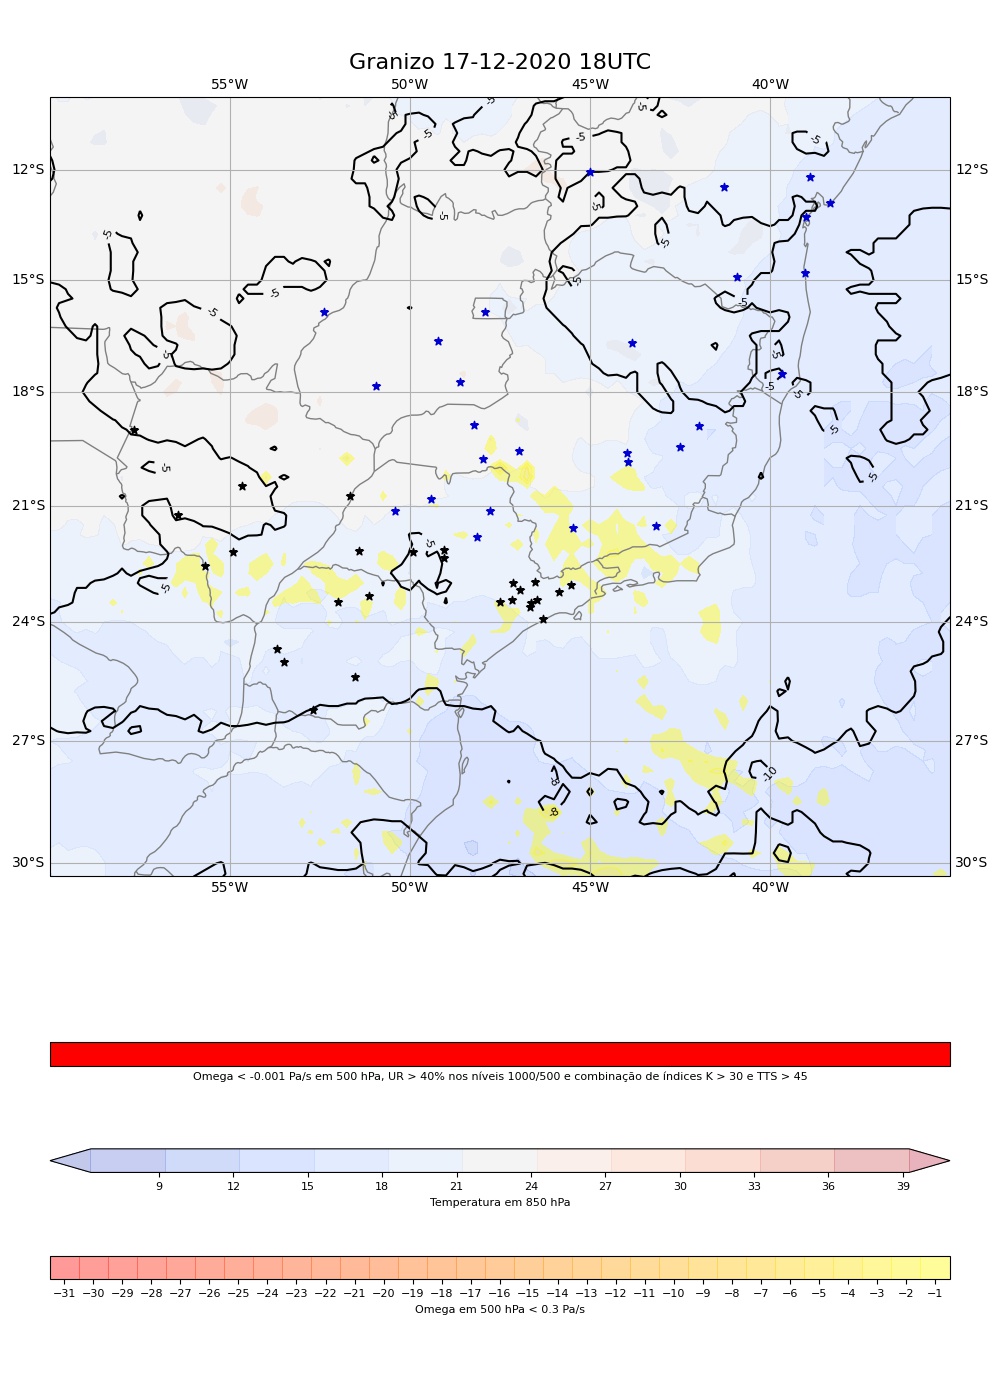 Granizo 17-12-2020 18UTC
55°W 50°W 45°W 40°W
-5 -5 -5 -5
-5 -5
12°S 12°S
-5 -5
-5 -5
15°S -5 -5 15°S
-5 -5
-5 -5
18°S -5 -5 18°S
-5
-5 -5
21°S 21°S
-5
-5
24°S 24°S
27°S 27°S
-8 -10
-8
30°S 30°S
55°W 50°W 45°W 40°W
Omega < -0.001 Pa/s em 500 hPa, UR > 40% nos níveis 1000/500 e combinação de índices K > 30 e TTS > 45
9 12 15 18 21 24 27 30 33 36 39
Temperatura em 850 hPa
−31 −30 −29 −28 −27 −26 −25 −24 −23 −22 −21 −20 −19 −18 −17 −16 −15 −14 −13 −12 −11 −10 −9 −8 −7 −6 −5 −4 −3 −2 −1
Omega em 500 hPa < 0.3 Pa/s